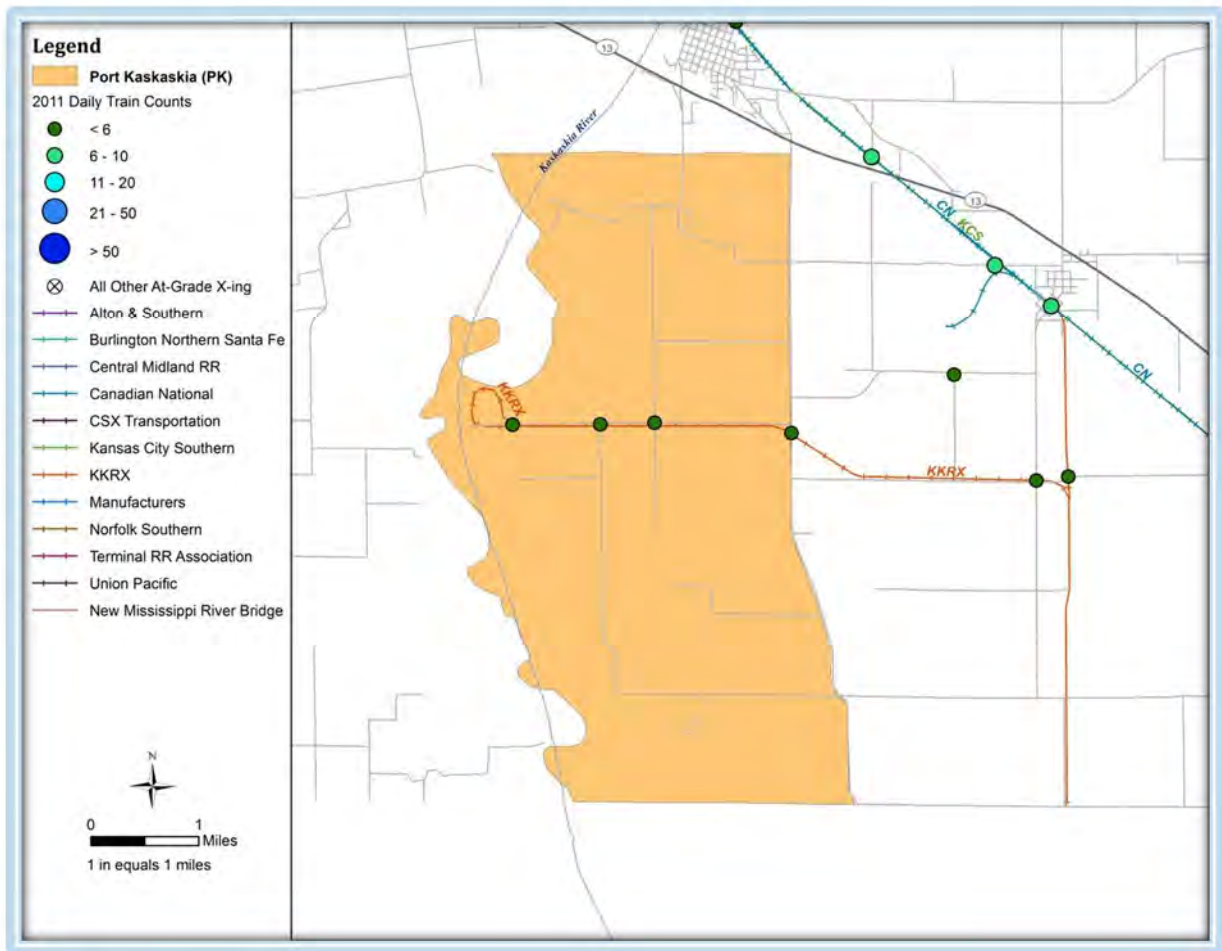 Legend
Port Kaskaskia (PK)
2011 Daily Train Counts
< 6
6 - 10
11 - 20
21 - 50
> 50
All Other At-Grade X-ing
Alton & Southern
Burlington Northern Santa Fe
Central Midland RR
Canadian National
CSX Transportation
Kansas City Southern
KKRX
Manufacturers
Norfolk Southern
Terminal RR Association
Union Pacific
New Mississippi River Bridge
N
0 1
Miles
1 in equals 1 miles
13
Kaskaskia River
13
CN KCS
CN
KKRX
KKRX